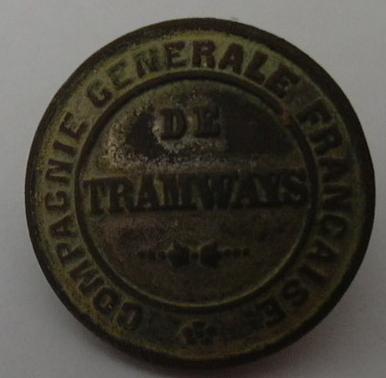 COMPAGNIE GENERALE FRANCAISE
DE
TRAMWAYS